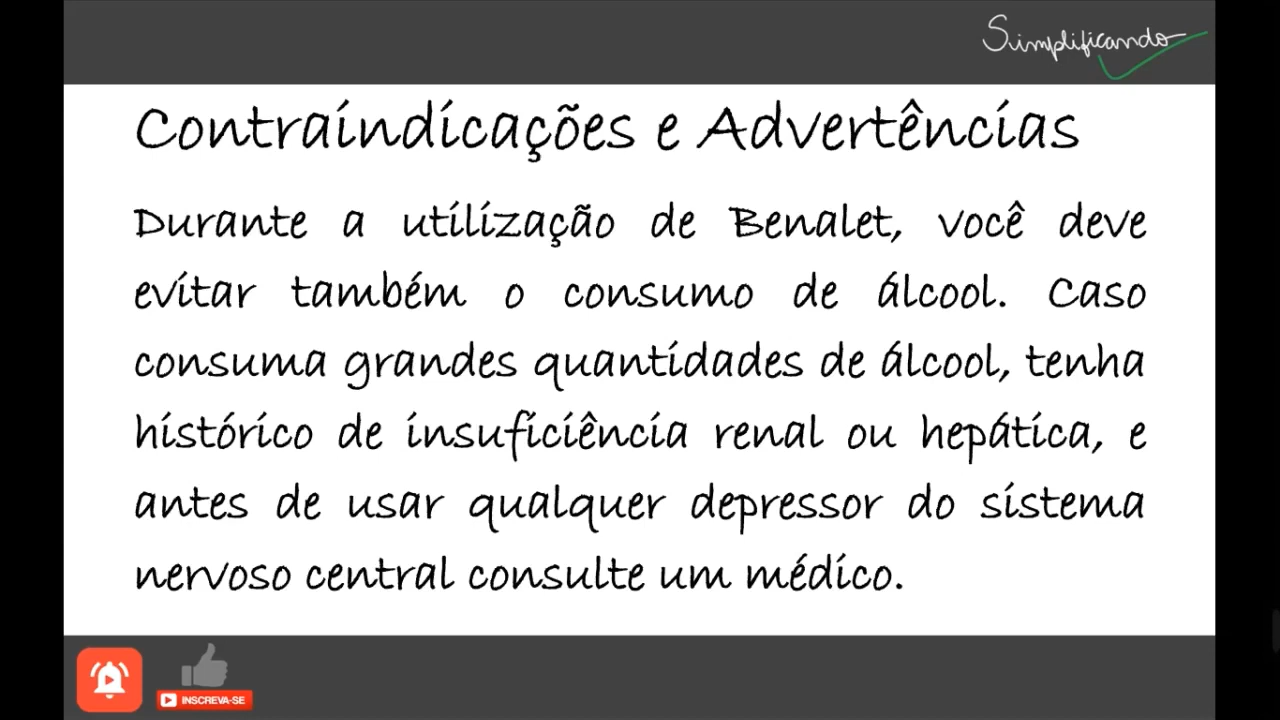 Simplificando
Contraindicações e Advertências
Durante a utilização de Benalet, você deve
evitar também o consumo de álcool. Caso
consuma grandes quantidades de álcool, tenha
histórico de insuficiência renal ou hepática, e
antes de usar qualquer depressor do sistema
nervoso central consulte um médico.
INSCREVA-SE